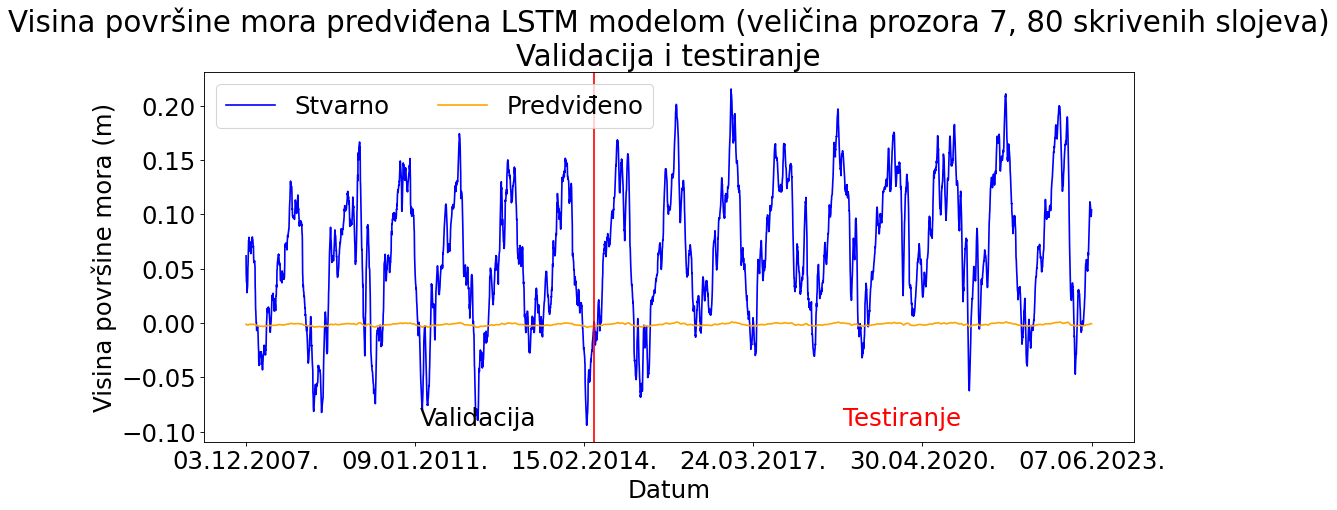 Visina površine mora predviđena LSTM modelom (veličina prozora 7, 80 skrivenih slojeva)
Validacija i testiranje
Stvarno
Predviđeno
Visina površine mora (m)
0.20
0.15
0.10
0.05
0.00
−0.05
−0.10
Validacija
Testiranje
03.12.2007.
09.01.2011.
15.02.2014.
24.03.2017.
30.04.2020.
07.06.2023.
Datum